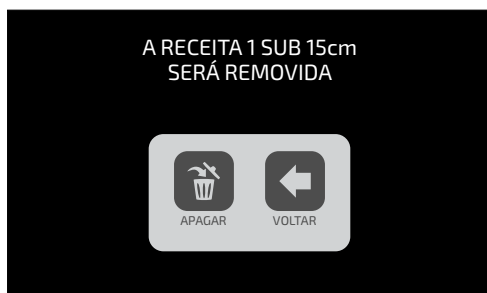 A RECEITA 1 SUB 15cm
SERÁ REMOVIDA
APAGAR
VOLTAR